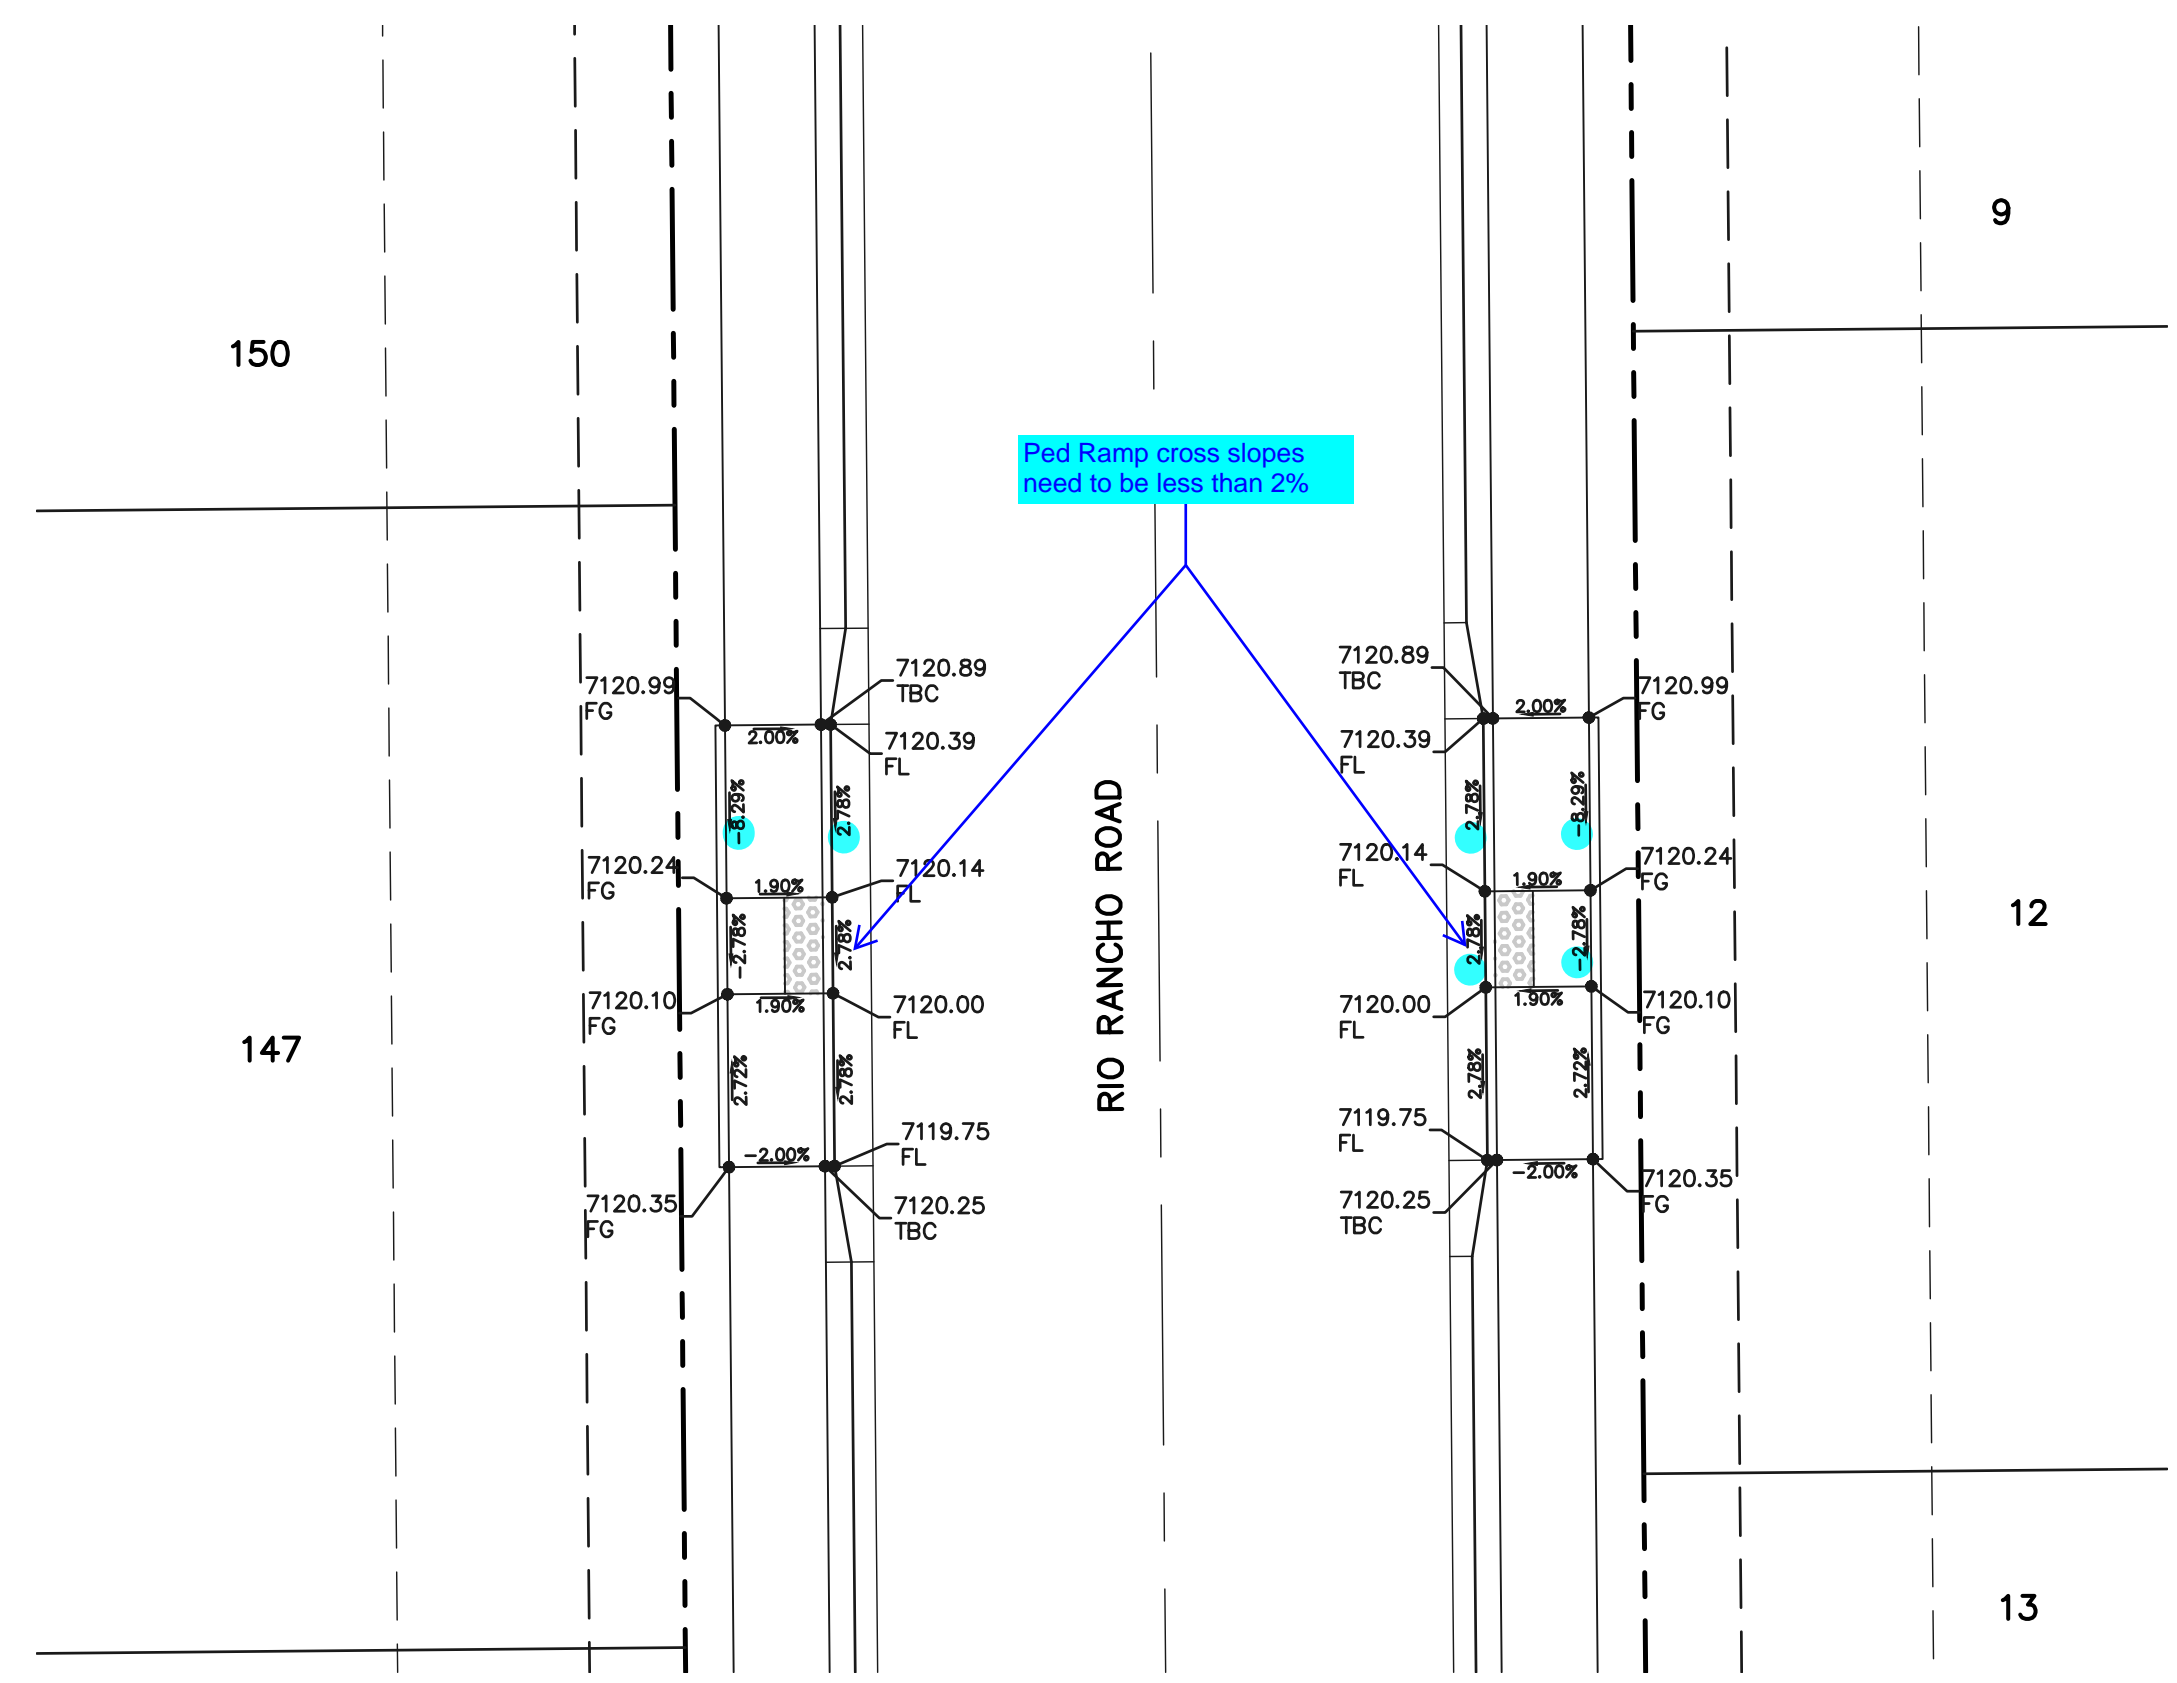 9
150
Ped Ramp cross slopes
need to be less than 2%
7120.99
FG
7120.89
TBC
7120.89
TBC
7120.99
FG
2.00%
2.00%
7120.39
FL
7120.39
FL
-8.29%
2.78%
2.78%
-8.29%
7120.24
FG
7120.14
FL
7120.14
FL
7120.24
FG
1.90%
1.90%
-2.78%
2.78%
2.78%
-2.78%
12
RIO RANCHO ROAD
7120.10
FG
1.90%
7120.00
FL
7120.00
FL
1.90%
7120.10
FG
147
2.72%
2.78%
2.78%
2.72%
7119.75
FL
7119.75
FL
-2.00%
-2.00%
7120.35
FG
7120.25
TBC
7120.25
TBC
7120.35
FG
13